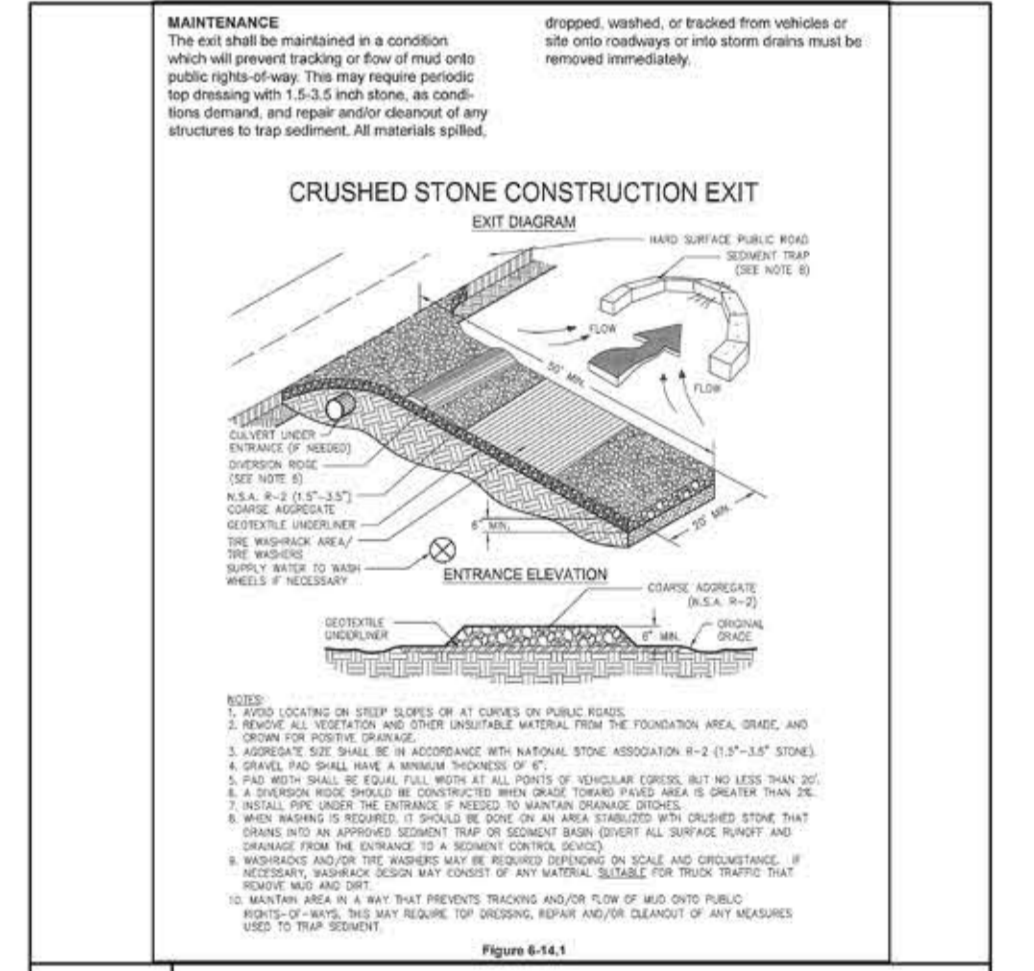 MAINTENANCE
The exit shall be maintained in a condition
which will prevent tracking or flow of mud onto
public rights-of-way. This may require periodic
top dressing with 1.5-3.5 inch stone, as condi-
tions demand, and repair and/or cleanout of any
structures to trap sediment. All materials spilled,
dropped, washed, or tracked from vehicles or
site onto roadways or into storm drains must be
removed immediately.
CRUSHED STONE CONSTRUCTION EXIT
EXIT DIAGRAM
HARD SURFACE PUBLIC ROAD
SEDIMENT TRAP
(SEE NOTE 8)
FLOW
50' MIN.
FLOW
CULVERT UNDER
ENTRANCE (IF NEEDED)
DIVERSION RIDGE
(SEE NOTE 6)
N.S.A. R-2 (1.5"-3.5")
COARSE AGGREGATE
GEOTEXTILE UNDERLINER
TIRE WASHRACK AREA/
TIRE WASHERS
SUPPLY WATER TO WASH
WHEELS IF NECESSARY
6" MIN.
20' MIN.
ENTRANCE ELEVATION
COARSE AGGREGATE
(N.S.A. R-2)
GEOTEXTILE
UNDERLINER
6" MIN.
ORIGINAL
GRADE
NOTES:
1. AVOID LOCATING ON STEEP SLOPES OR AT CURVES ON PUBLIC ROADS.
2. REMOVE ALL VEGETATION AND OTHER UNSUITABLE MATERIAL FROM THE FOUNDATION AREA, GRADE, AND
CROWN FOR POSITIVE DRAINAGE.
3. AGGREGATE SIZE SHALL BE IN ACCORDANCE WITH NATIONAL STONE ASSOCIATION R-2 (1.5"-3.5" STONE).
4. GRAVEL PAD SHALL HAVE A MINIMUM THICKNESS OF 6".
5. PAD WIDTH SHALL BE EQUAL FULL WIDTH AT ALL POINTS OF VEHICULAR EGRESS, BUT NO LESS THAN 20'.
6. A DIVERSION RIDGE SHOULD BE CONSTRUCTED WHEN GRADE TOWARD PAVED AREA IS GREATER THAN 2%.
7. INSTALL PIPE UNDER THE ENTRANCE IF NEEDED TO MAINTAIN DRAINAGE DITCHES.
8. WHEN WASHING IS REQUIRED, IT SHOULD BE DONE ON AN AREA STABILIZED WITH CRUSHED STONE THAT
DRAINS INTO AN APPROVED SEDIMENT TRAP OR SEDIMENT BASIN (DIVERT ALL SURFACE RUNOFF AND
DRAINAGE FROM THE ENTRANCE TO A SEDIMENT CONTROL DEVICE).
9. WASHRACKS AND/OR TIRE WASHERS MAY BE REQUIRED DEPENDING ON SCALE AND CIRCUMSTANCE. IF
NECESSARY, WASHRACK DESIGN MAY CONSIST OF ANY MATERIAL SUITABLE FOR TRUCK TRAFFIC THAT
REMOVE MUD AND DIRT.
10. MAINTAIN AREA IN A WAY THAT PREVENTS TRACKING AND/OR FLOW OF MUD ONTO PUBLIC
RIGHTS-OF-WAYS. THIS MAY REQUIRE TOP DRESSING, REPAIR AND/OR CLEANOUT OF ANY MEASURES
USED TO TRAP SEDIMENT.
Figure 6-14.1